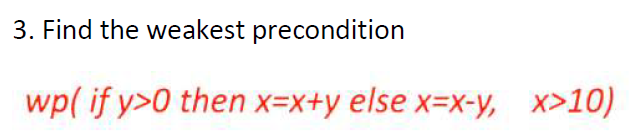 3. Find the weakest precondition
wp( if y>0 then x=x+y else x=x-y, x>10)